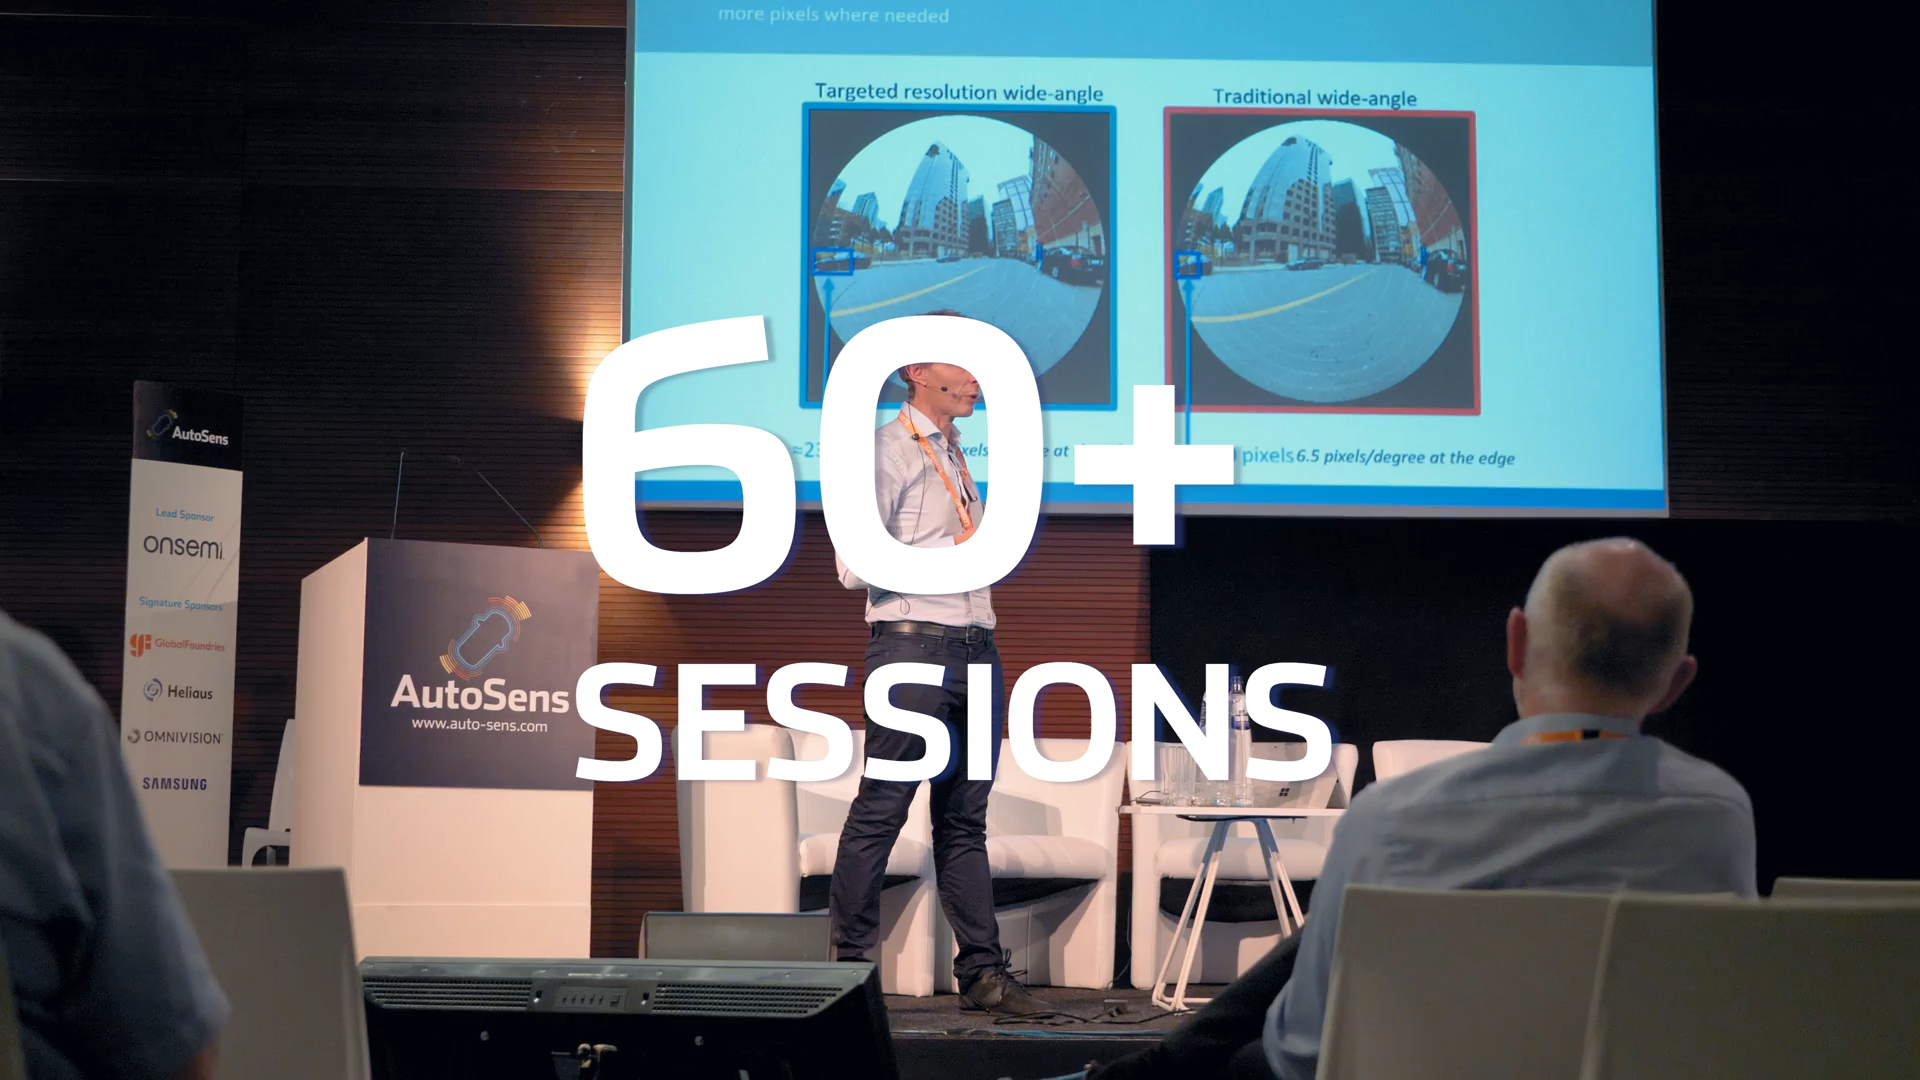 more pixels where needed
Targeted resolution wide-angle
Traditional wide-angle
pixels 6.5 pixels/degree at the edge
60+
SESSIONS
AutoSens
Lead Sponsor
onsemi
Signature Sponsors
GlobalFoundries
Heliaus
OMNIVISION
SAMSUNG
AutoSens
www.auto-sens.com